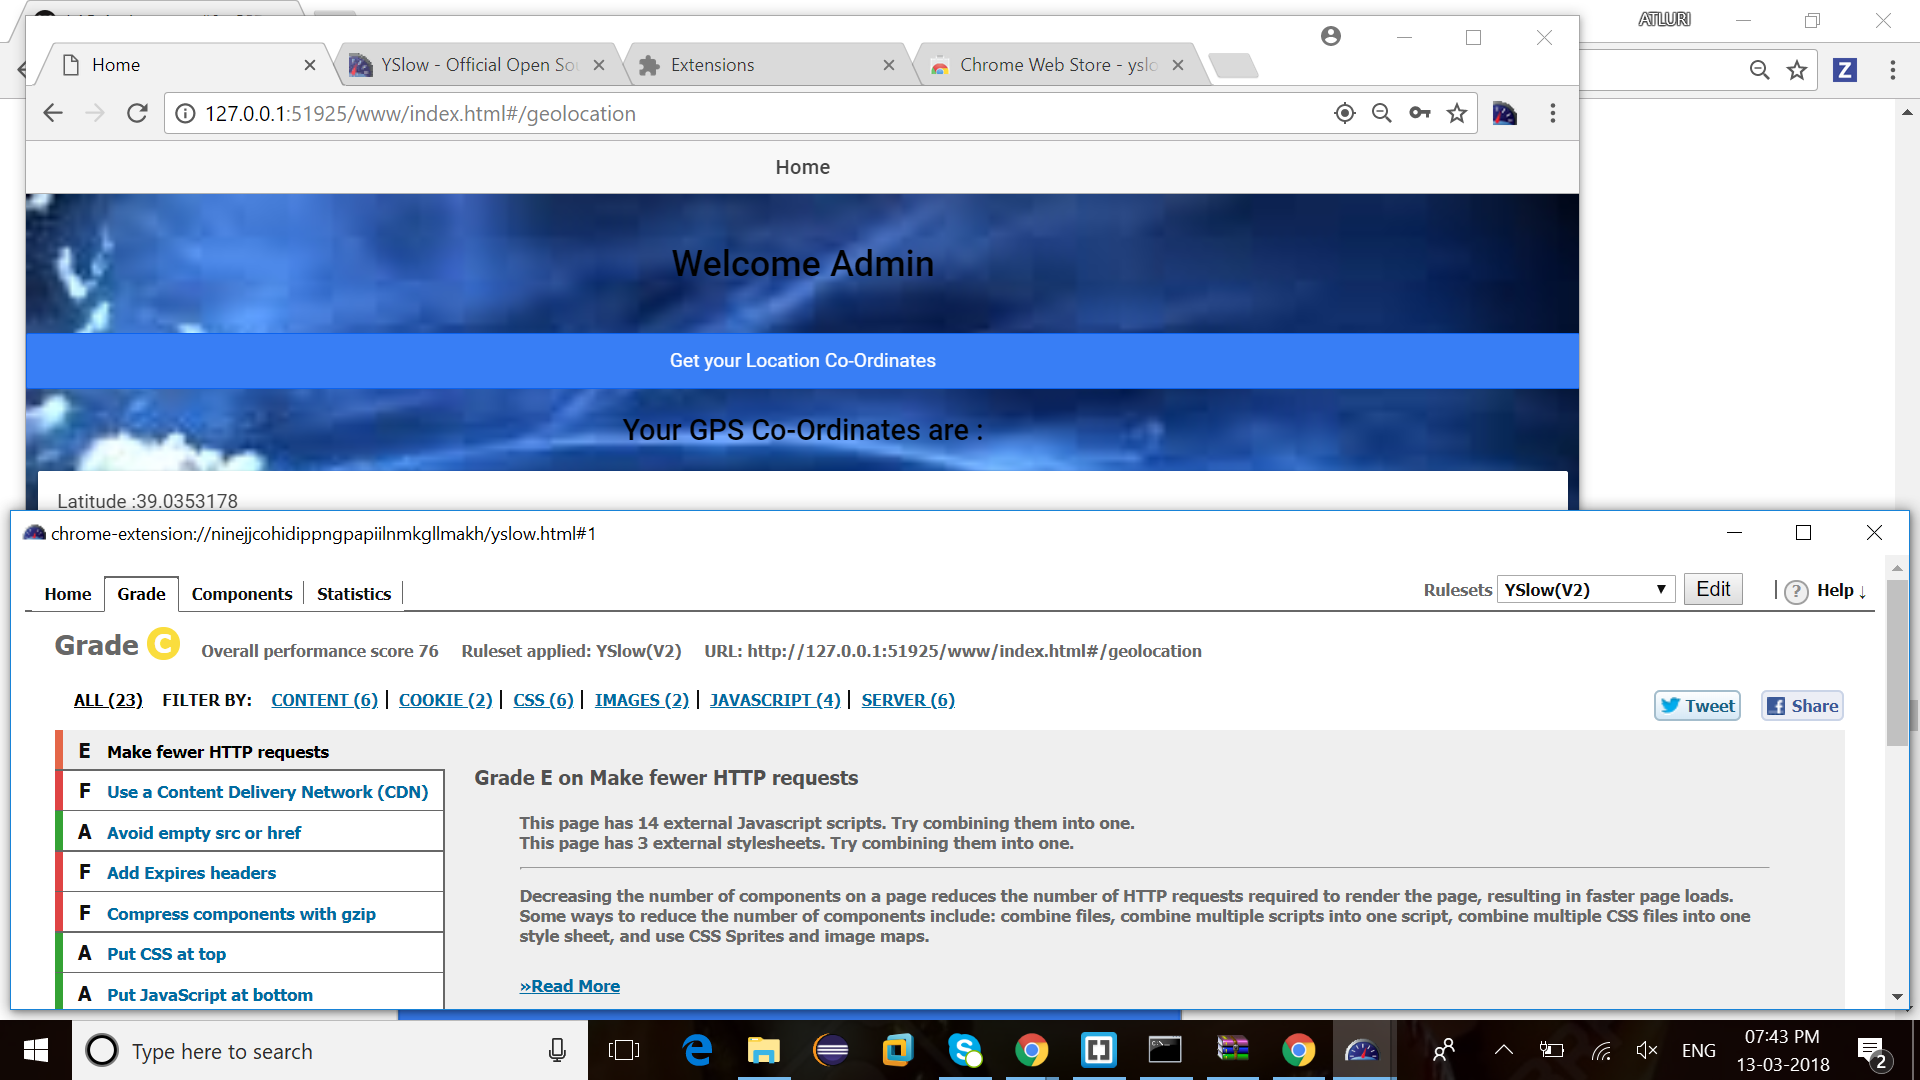 ATLURI
Home
YSlow - Official Open Sou
Extensions
Chrome Web Store - yslo
127.0.0.1:51925/www/index.html#/geolocation
Z
Home
Welcome Admin
Get your Location Co-Ordinates
Your GPS Co-Ordinates are :
Latitude :39.0353178
chrome-extension://ninejjcohidippngpapiilnmkgllmakh/yslow.html#1
Home Grade Components Statistics
Rulesets YSlow(V2) Edit ? Help ↓
Grade C Overall performance score 76 Ruleset applied: YSlow(V2) URL: http://127.0.0.1:51925/www/index.html#/geolocation
ALL (23) FILTER BY: CONTENT (6) | COOKIE (2) | CSS (6) | IMAGES (2) | JAVASCRIPT (4) | SERVER (6)
Tweet Share
E Make fewer HTTP requests
F Use a Content Delivery Network (CDN)
A Avoid empty src or href
F Add Expires headers
F Compress components with gzip
A Put CSS at top
A Put JavaScript at bottom
Grade E on Make fewer HTTP requests
This page has 14 external Javascript scripts. Try combining them into one.
This page has 3 external stylesheets. Try combining them into one.
Decreasing the number of components on a page reduces the number of HTTP requests required to render the page, resulting in faster page loads.
Some ways to reduce the number of components include: combine files, combine multiple scripts into one script, combine multiple CSS files into one
style sheet, and use CSS Sprites and image maps.
»Read More
Type here to search
ENG
07:43 PM
13-03-2018
2